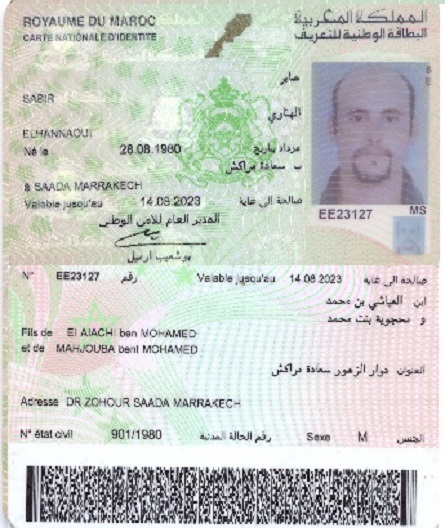 ROYAUME DU MAROC
المملكة المغربية
CARTE NATIONALE D'IDENTITE
البطاقة الوطنية للتعريف
صابر
SABIR
الهناوي
ELHANNAOUI
Né le 28.08.1980 مزداد بتاريخ
ب سعادة مراكش
à SAADA MARRAKECH
Valable jusqu'au 14.08.2023 صالحة الى غاية
المدير العام للأمن الوطني
بوشعيب ارميل
EE23127
MS
N° EE23127 رقم Valable jusqu'au 14.08.2023 صالحة الى غاية
ابن العياشي بن محمد
و محجوبة بنت محمد
Fils de El AIACHI ben MOHAMED
et de MAHJOUBA bent MOHAMED
العنوان دوار الزهور سعادة مراكش
Adresse DR ZOHOUR SAADA MARRAKECH
N° état civil 901/1980 رقم الحالة المدنية Sexe M الجنس